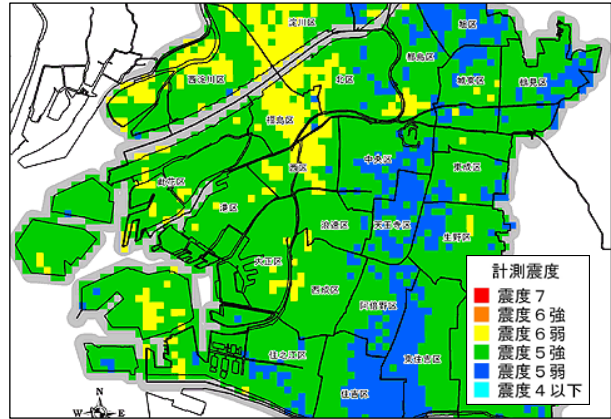 淀川区
旭区
都島区
西淀川区
北区
城東区
鶴見区
福島区
中央区
西区
東成区
此花区
港区
浪速区
天王寺区
生野区
大正区
西成区
阿倍野区
住之江区
東住吉区
住吉区
計測震度
震度7
震度6強
震度6弱
震度5強
震度5弱
震度4以下
N
W E